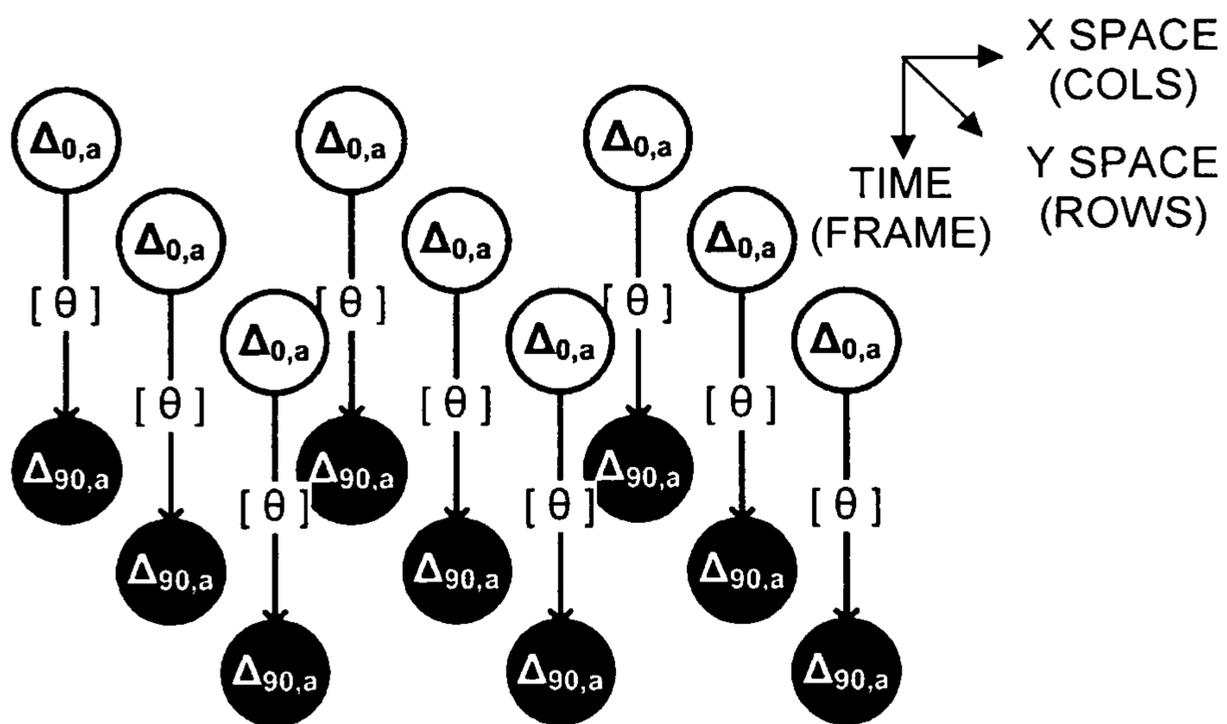 X SPACE
(COLS)
Y SPACE
(ROWS)
TIME
(FRAME)
Δ0,a Δ0,a Δ0,a
Δ0,a Δ0,a Δ0,a
[ θ ] [ θ ] [ θ ]
Δ0,a Δ0,a Δ0,a
[ θ ] [ θ ] [ θ ]
Δ90,a Δ90,a Δ90,a
[ θ ] [ θ ] [ θ ]
Δ90,a Δ90,a Δ90,a
Δ90,a Δ90,a Δ90,a